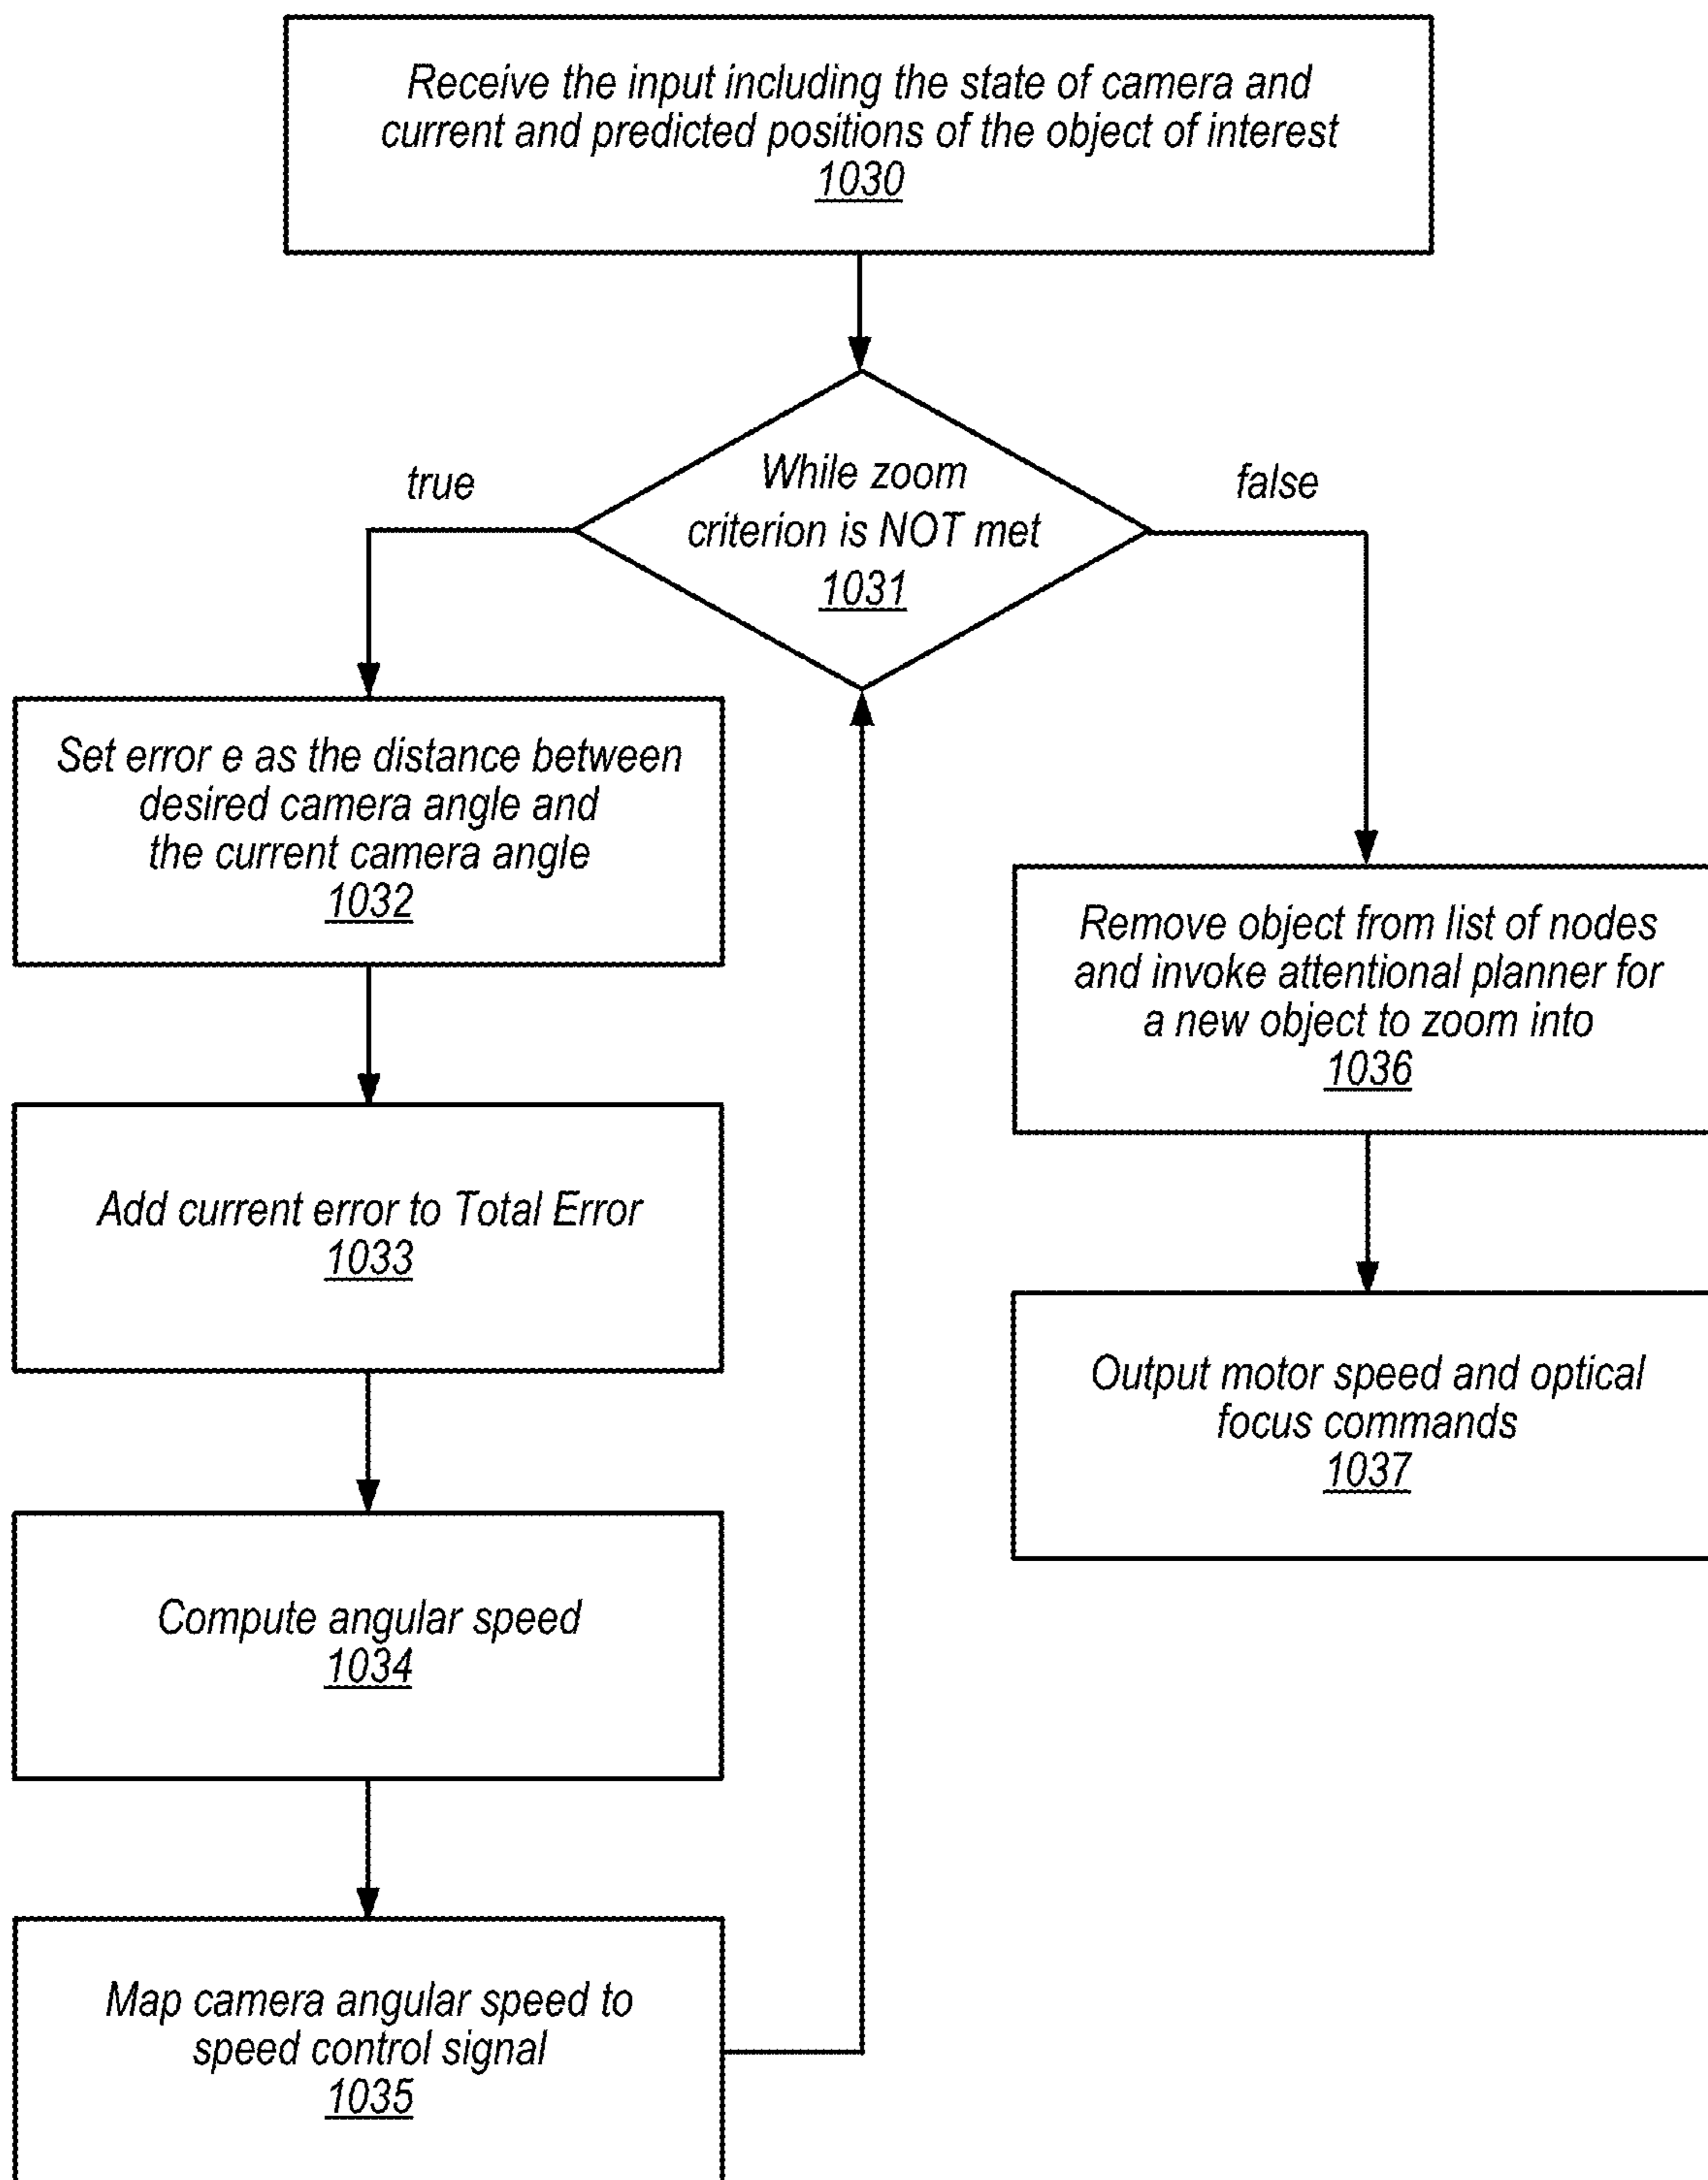 Receive the input including the state of camera and
current and predicted positions of the object of interest
1030
While zoom
criterion is NOT met
1031
true
false
Set error e as the distance between
desired camera angle and
the current camera angle
1032
Remove object from list of nodes
and invoke attentional planner for
a new object to zoom into
1036
Add current error to Total Error
1033
Output motor speed and optical
focus commands
1037
Compute angular speed
1034
Map camera angular speed to
speed control signal
1035